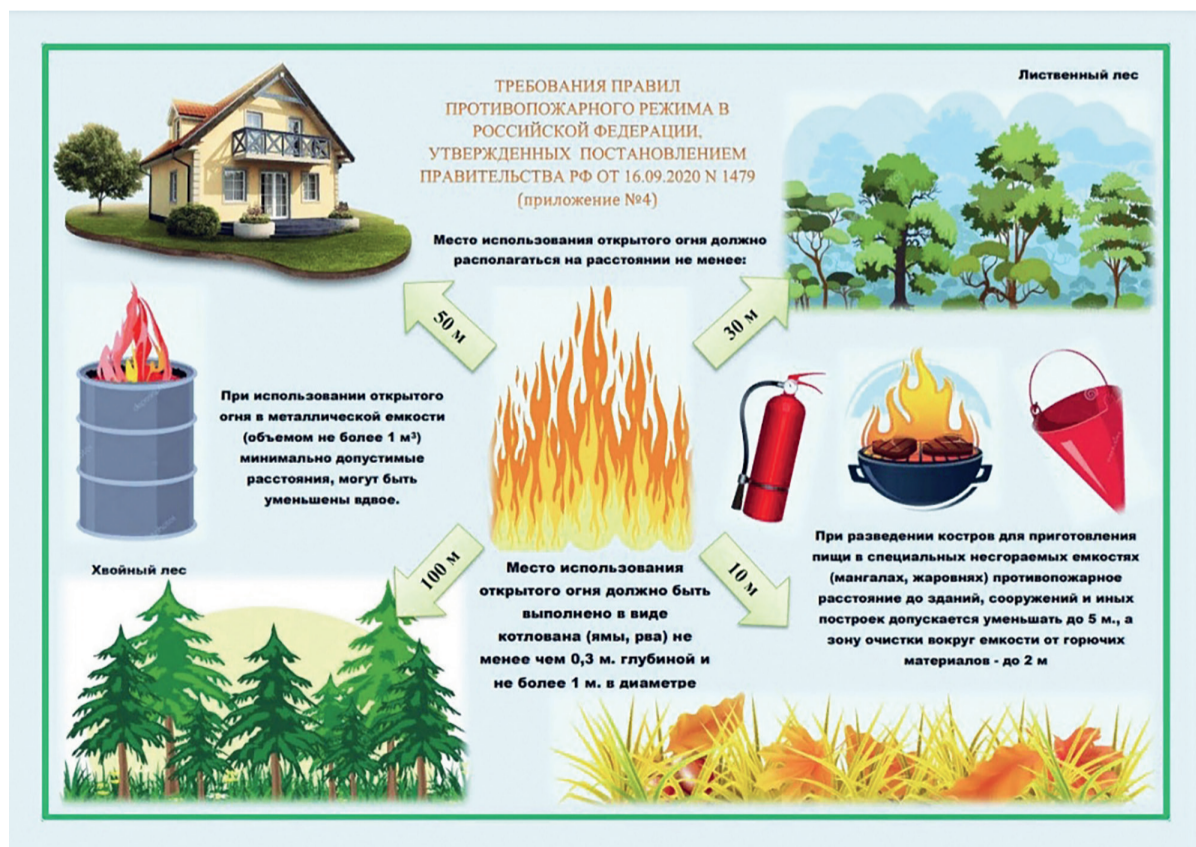 ТРЕБОВАНИЯ ПРАВИЛ
ПРОТИВОПОЖАРНОГО РЕЖИМА В
РОССИЙСКОЙ ФЕДЕРАЦИИ,
УТВЕРЖДЕННЫХ ПОСТАНОВЛЕНИЕМ
ПРАВИТЕЛЬСТВА РФ ОТ 16.09.2020 N 1479
(приложение №4)
Лиственный лес
Место использования открытого огня должно
располагаться на расстоянии не менее:
50 м
30 м
При использовании открытого
огня в металлической емкости
(объемом не более 1 м³)
минимально допустимые
расстояния, могут быть
уменьшены вдвое.
Хвойный лес
100 м
10 м
Место использования
открытого огня должно быть
выполнено в виде
котлована (ямы, рва) не
менее чем 0,3 м. глубиной и
не более 1 м. в диаметре
При разведении костров для приготовления
пищи в специальных несгораемых емкостях
(мангалах, жаровнях) противопожарное
расстояние до зданий, сооружений и иных
построек допускается уменьшать до 5 м., а
зону очистки вокруг емкости от горючих
материалов - до 2 м